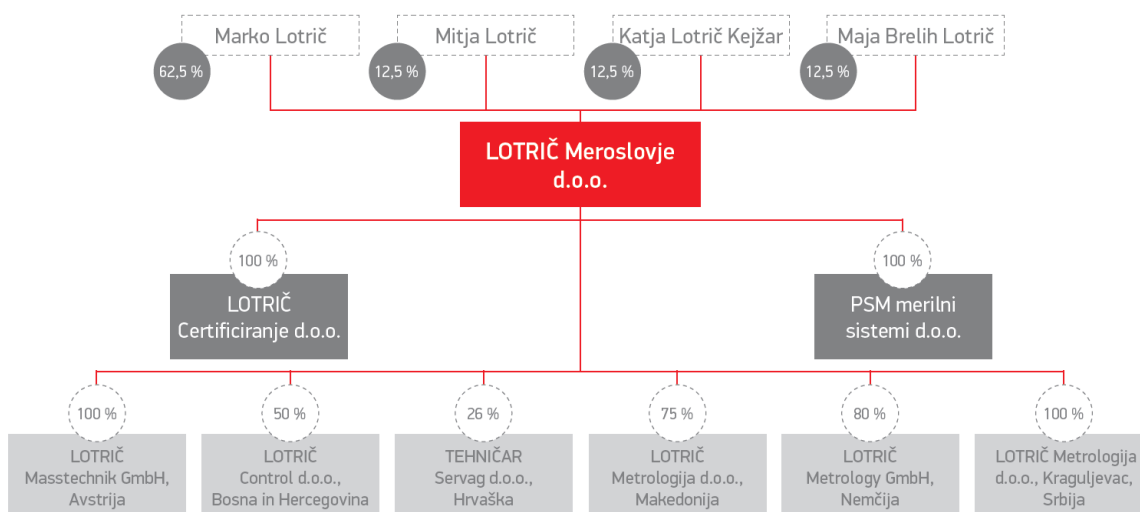 Marko Lotrič
Mitja Lotrič
Katja Lotrič Kejžar
Maja Brelih Lotrič
62,5 %
12,5 %
12,5 %
12,5 %
LOTRIČ Meroslovje
d.o.o.
100 %
LOTRIČ
Certificiranje d.o.o.
100 %
PSM merilni
sistemi d.o.o.
100 %
LOTRIČ
Masstechnik GmbH,
Avstrija
50 %
LOTRIČ
Control d.o.o.,
Bosna in Hercegovina
26 %
TEHNIČAR
Servag d.o.o.,
Hrvaška
75 %
LOTRIČ
Metrologija d.o.o.,
Makedonija
80 %
LOTRIČ
Metrology GmbH,
Nemčija
100 %
LOTRIČ Metrologija
d.o.o., Kraguljevac,
Srbija